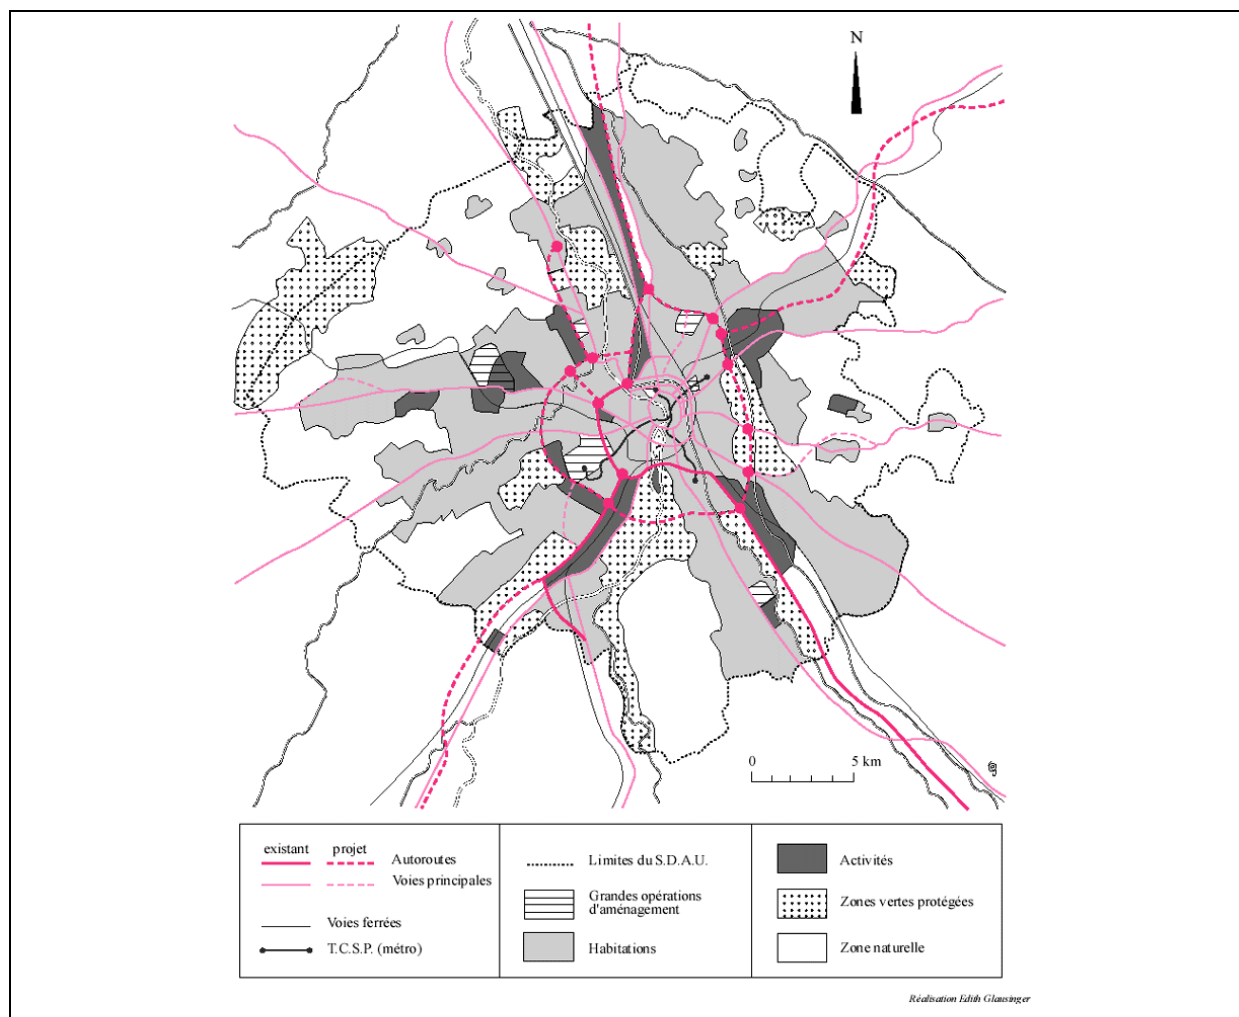 N
0 5 km
existant projet
Autoroutes
Voies principales
Voies ferrées
T.C.S.P. (métro)
Limites du S.D.A.U.
Grandes opérations
d'aménagement
Habitations
Activités
Zones vertes protégées
Zone naturelle
Réalisation Edith Glausinger